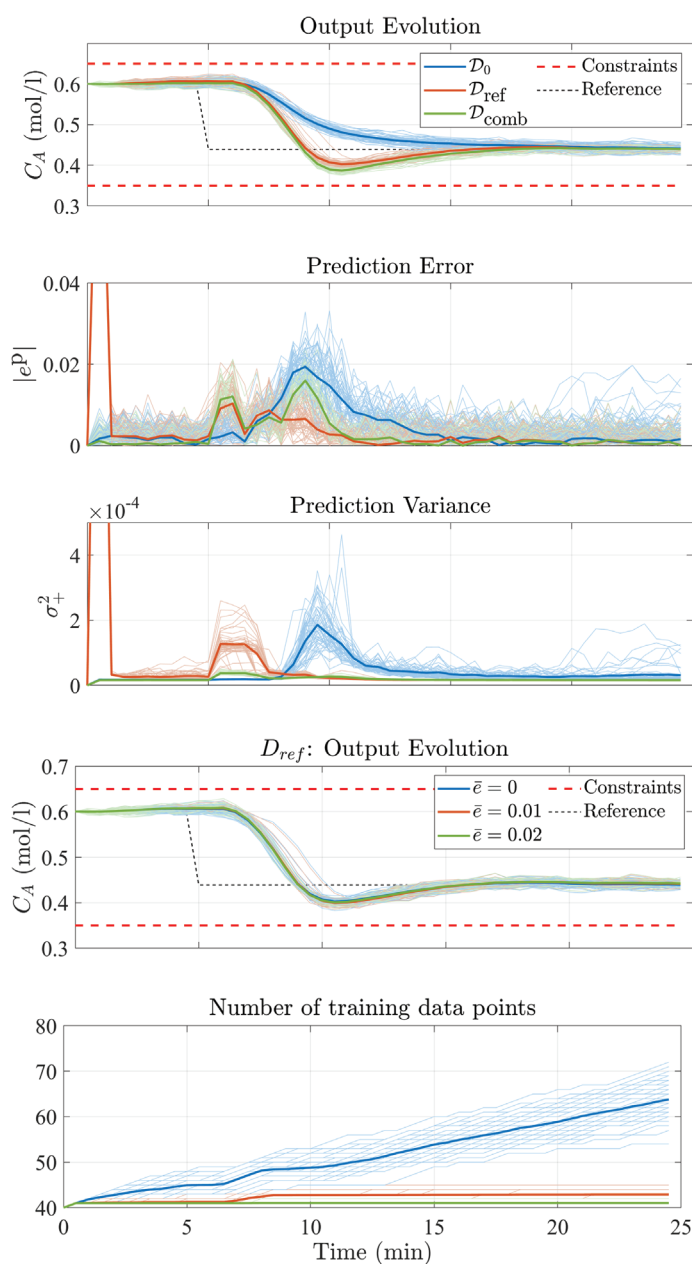 Output Evolution
0.6
0.5
0.4
0.3
C_A (mol/l)
𝒟_0
𝒟_ref
𝒟_comb
Constraints
Reference
Prediction Error
0.04
0.02
0
|e^p|
Prediction Variance
×10^-4
4
2
0
σ_+^2
D_ref: Output Evolution
0.7
0.6
0.5
0.4
0.3
C_A (mol/l)
ē = 0
ē = 0.01
ē = 0.02
Constraints
Reference
Number of training data points
80
70
60
50
40
0 5 10 15 20 25
Time (min)